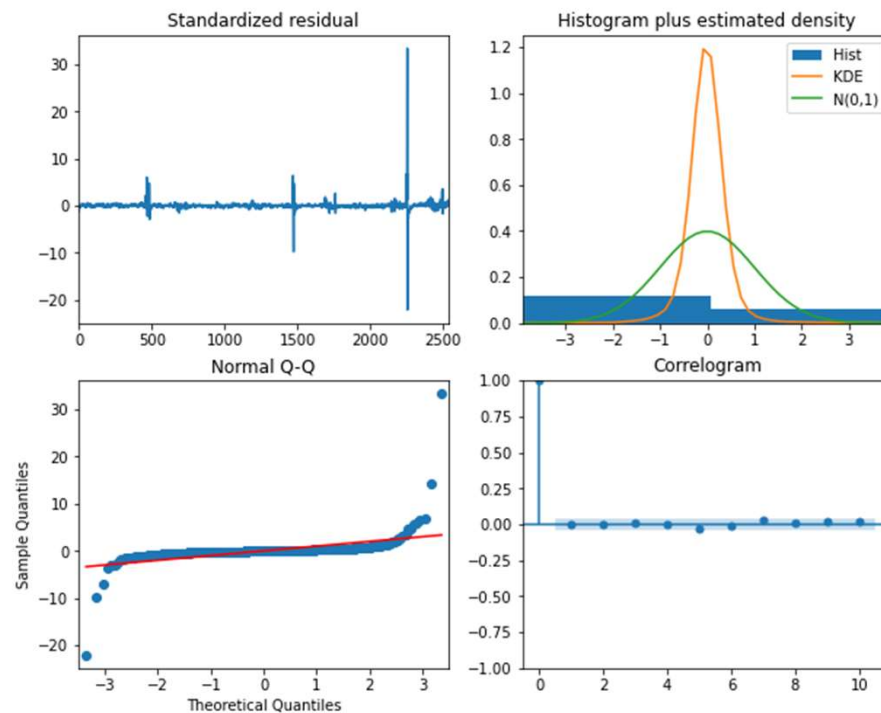 Standardized residual
30
20
10
0
−10
−20
0 500 1000 1500 2000 2500
Histogram plus estimated density
1.2
1.0
0.8
0.6
0.4
0.2
0.0
Hist
KDE
N(0,1)
−3 −2 −1 0 1 2 3
Normal Q-Q
Sample Quantiles
30
20
10
0
−10
−20
−3 −2 −1 0 1 2 3
Theoretical Quantiles
Correlogram
1.00
0.75
0.50
0.25
0.00
−0.25
−0.50
−0.75
−1.00
0 2 4 6 8 10